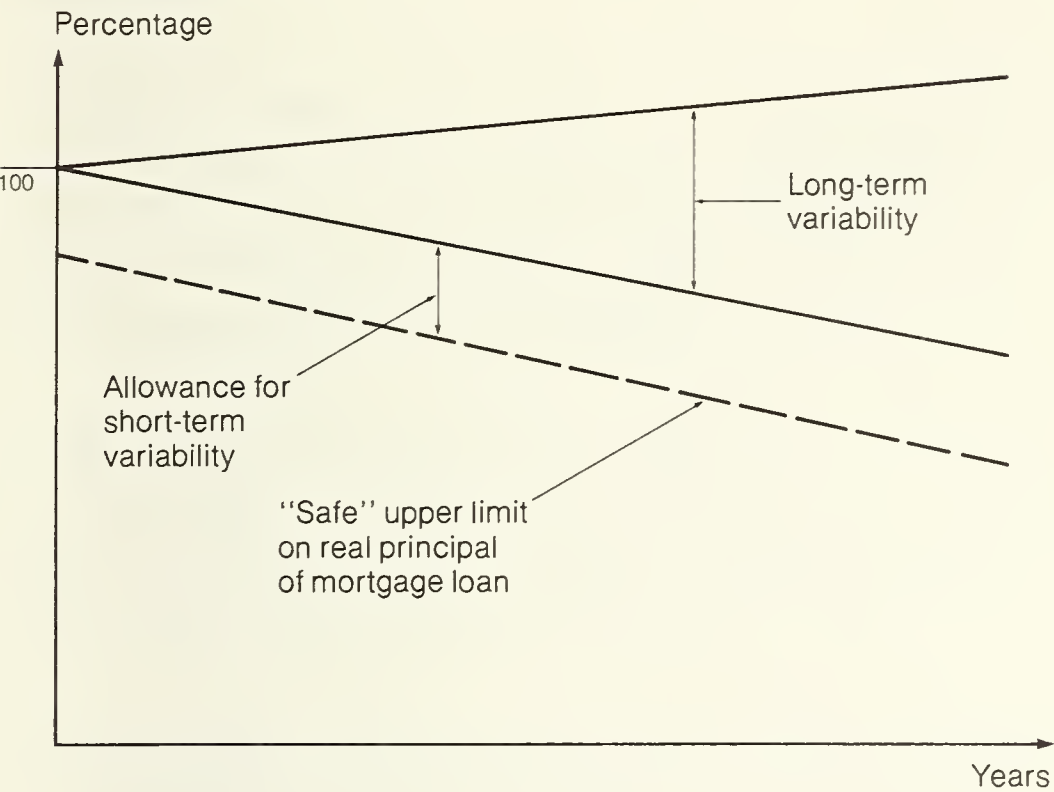 Percentage
100
Long-term
variability
Allowance for
short-term
variability
"Safe" upper limit
on real principal
of mortgage loan
Years